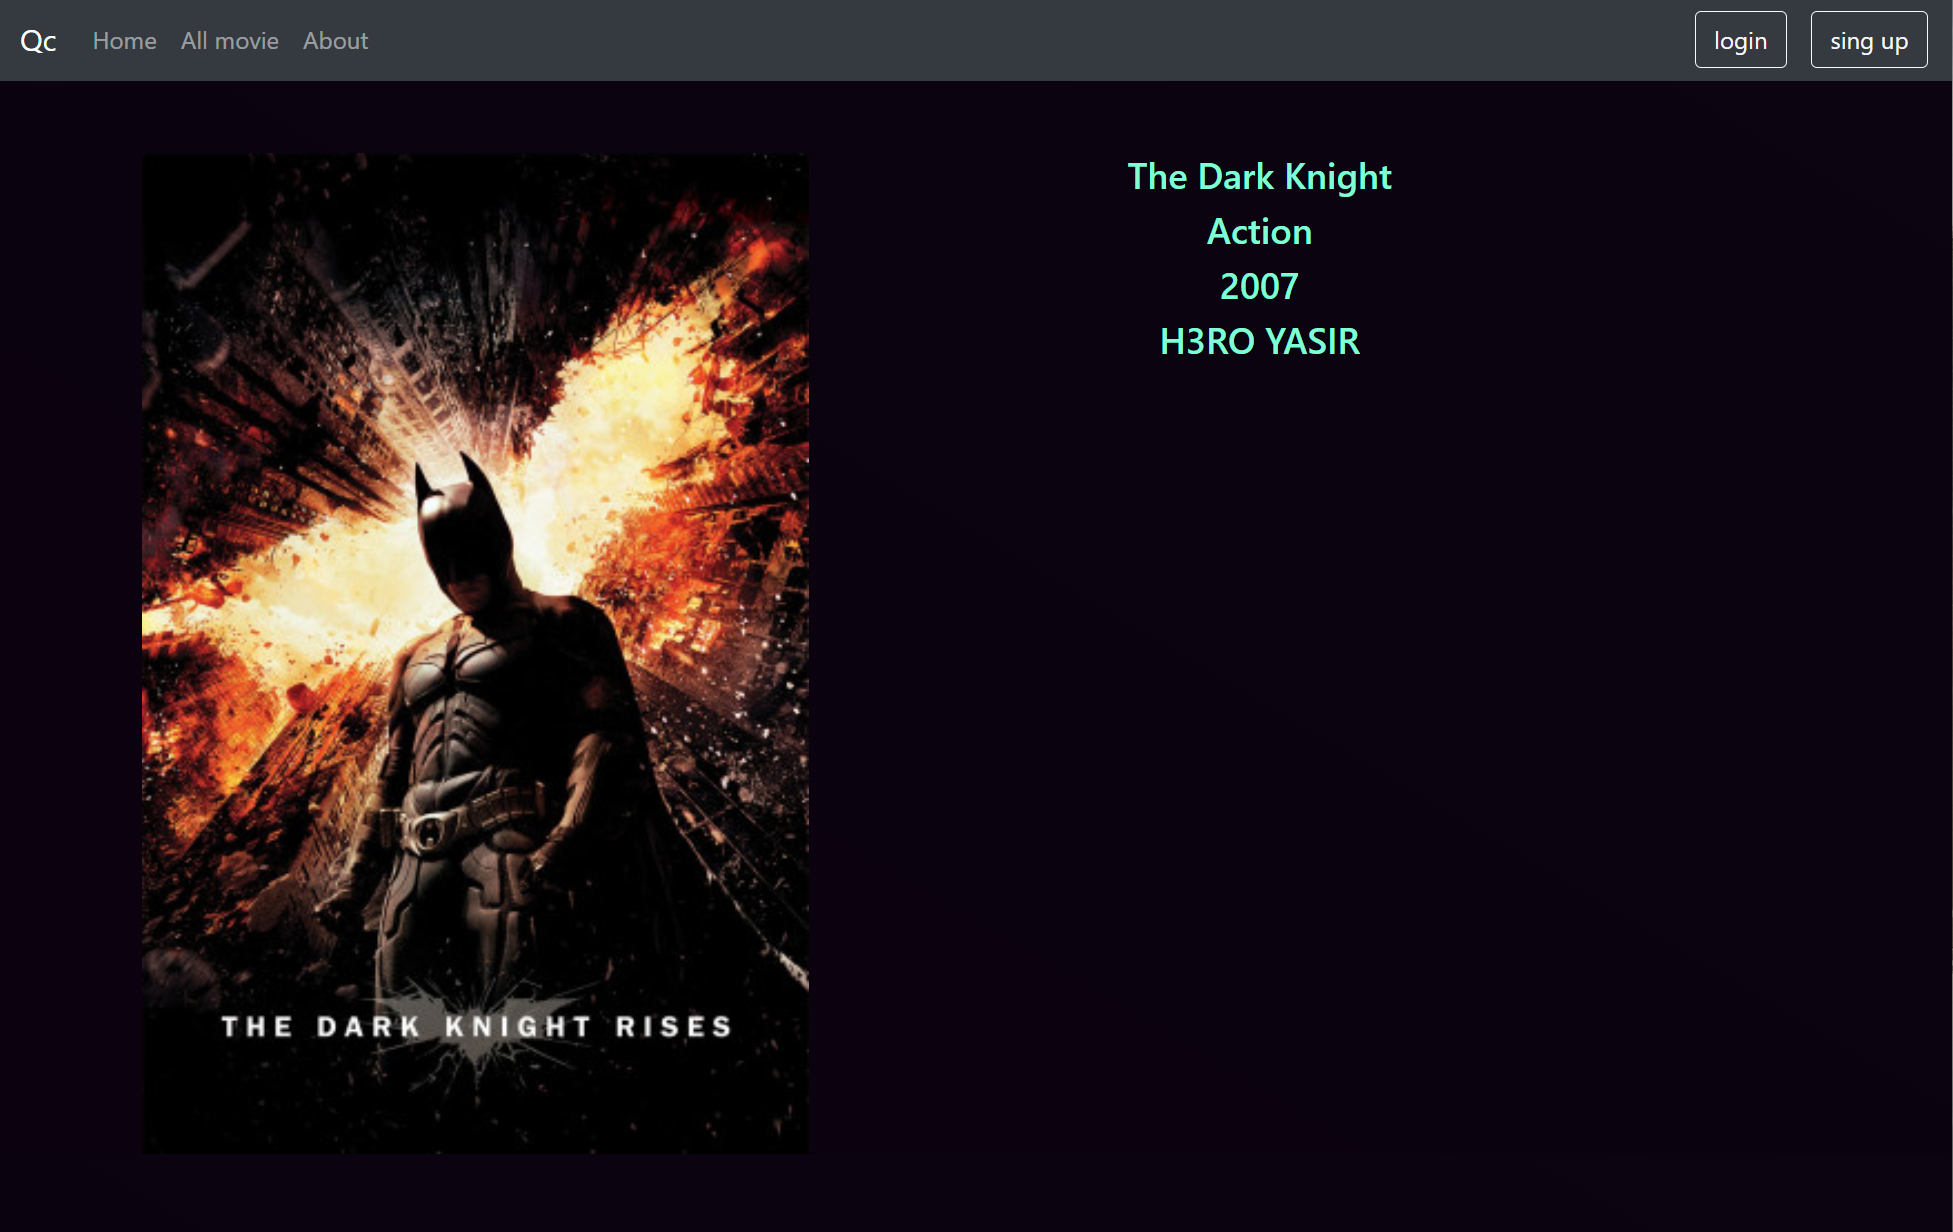 Qc Home All movie About login sing up
The Dark Knight
Action
2007
H3RO YASIR
THE DARK KNIGHT RISES